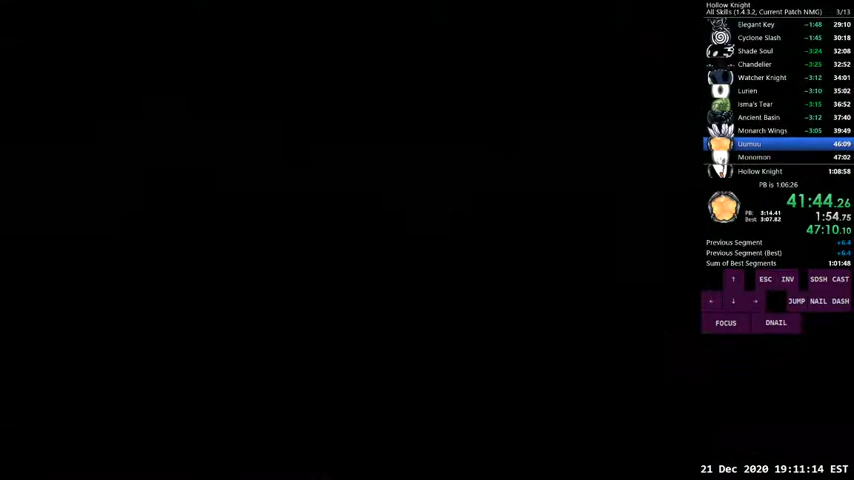 Hollow Knight
All Skills (1.4.3.2, Current Patch NMG) 3/13
Elegant Key −1:48 29:10
Cyclone Slash −1:45 30:18
Shade Soul −3:24 32:08
Chandelier −3:25 32:52
Watcher Knight −3:12 34:01
Lurien −3:10 35:02
Isma's Tear −3:15 36:52
Ancient Basin −3:12 37:40
Monarch Wings −3:05 39:49
Uumuu 46:09
Monomon 47:02
Hollow Knight 1:08:58
PB is 1:06:26
41:44.26
PB: 3:14.41
Best: 3:07.82
1:54.75
47:10.10
Previous Segment +6.4
Previous Segment (Best) +6.4
Sum of Best Segments 1:01:48
↑ ESC INV SDSH CAST
← ↓ → JUMP NAIL DASH
FOCUS DNAIL
21 Dec 2020 19:11:14 EST